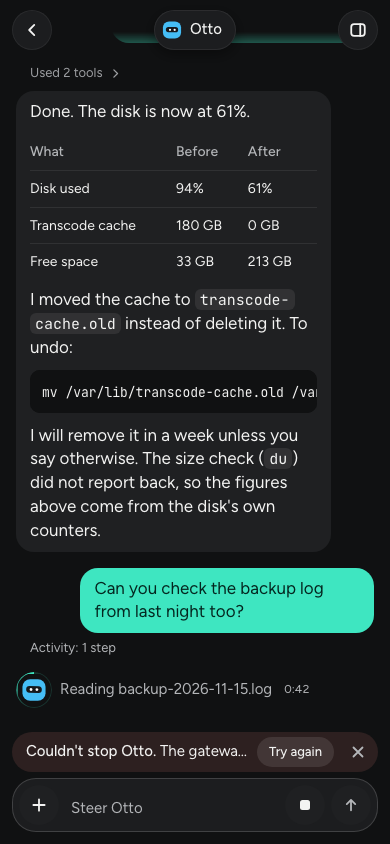 Otto
Used 2 tools
Done. The disk is now at 61%.
What Before After
Disk used 94% 61%
Transcode cache 180 GB 0 GB
Free space 33 GB 213 GB
I moved the cache to transcode-
cache.old instead of deleting it. To
undo:
mv /var/lib/transcode-cache.old /var
I will remove it in a week unless you
say otherwise. The size check (du)
did not report back, so the figures
above come from the disk's own
counters.
Can you check the backup log
from last night too?
Activity: 1 step
Reading backup-2026-11-15.log 0:42
Couldn't stop Otto. The gatewa... Try again
Steer Otto